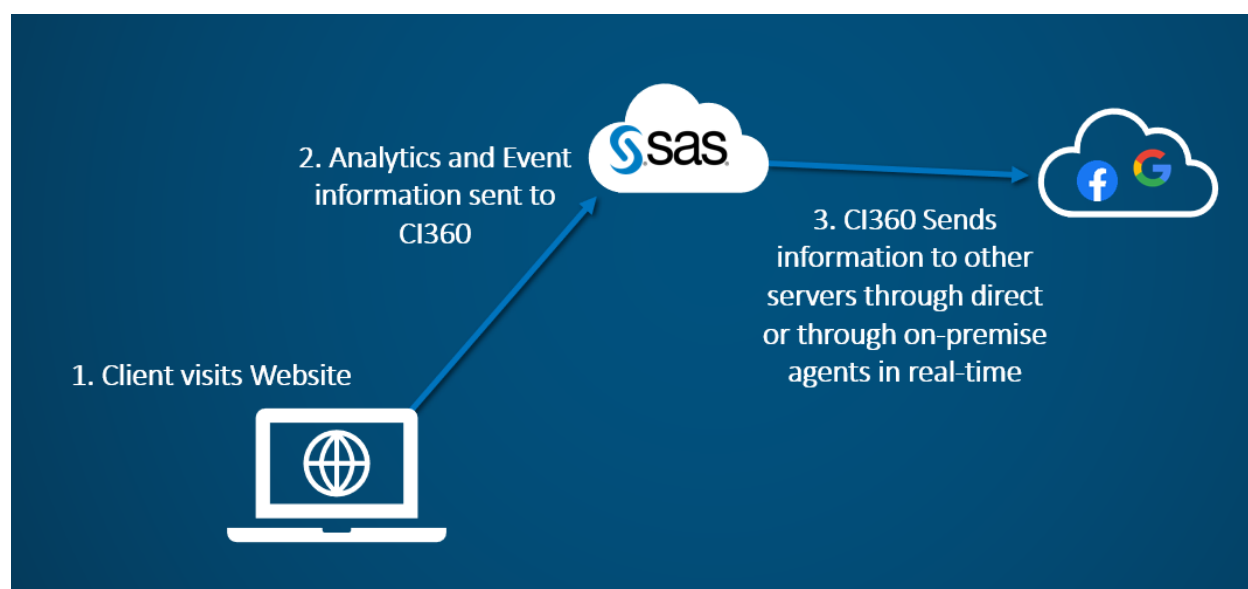 2. Analytics and Event
information sent to
CI360
sas
3. CI360 Sends
information to other
servers through direct
or through on-premise
agents in real-time
1. Client visits Website